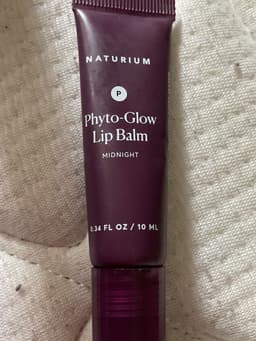 NATURIUM
P
Phyto-Glow
Lip Balm
MIDNIGHT
0.34 FL OZ / 10 ML